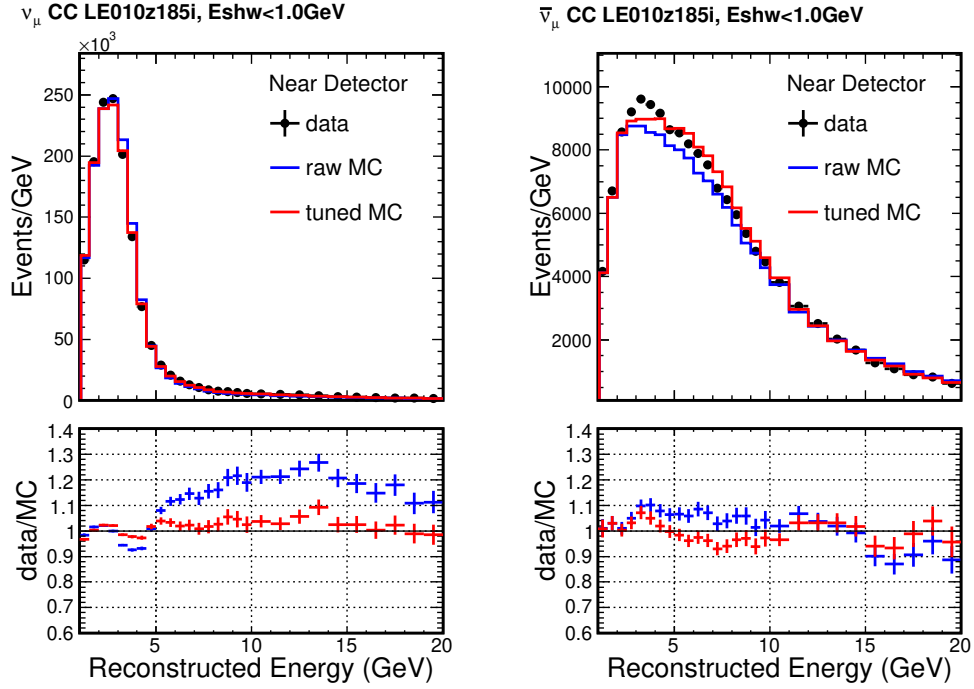 ν_μ CC LE010z185i, Eshw<1.0GeV
×10³
Events/GeV
250
200
150
100
50
0
Near Detector
data
raw MC
tuned MC
data/MC
1.4
1.3
1.2
1.1
1
0.9
0.8
0.7
0.6
5 10 15 20
Reconstructed Energy (GeV)
ν̅_μ CC LE010z185i, Eshw<1.0GeV
Events/GeV
10000
8000
6000
4000
2000
Near Detector
data
raw MC
tuned MC
data/MC
1.4
1.3
1.2
1.1
1
0.9
0.8
0.7
0.6
5 10 15 20
Reconstructed Energy (GeV)